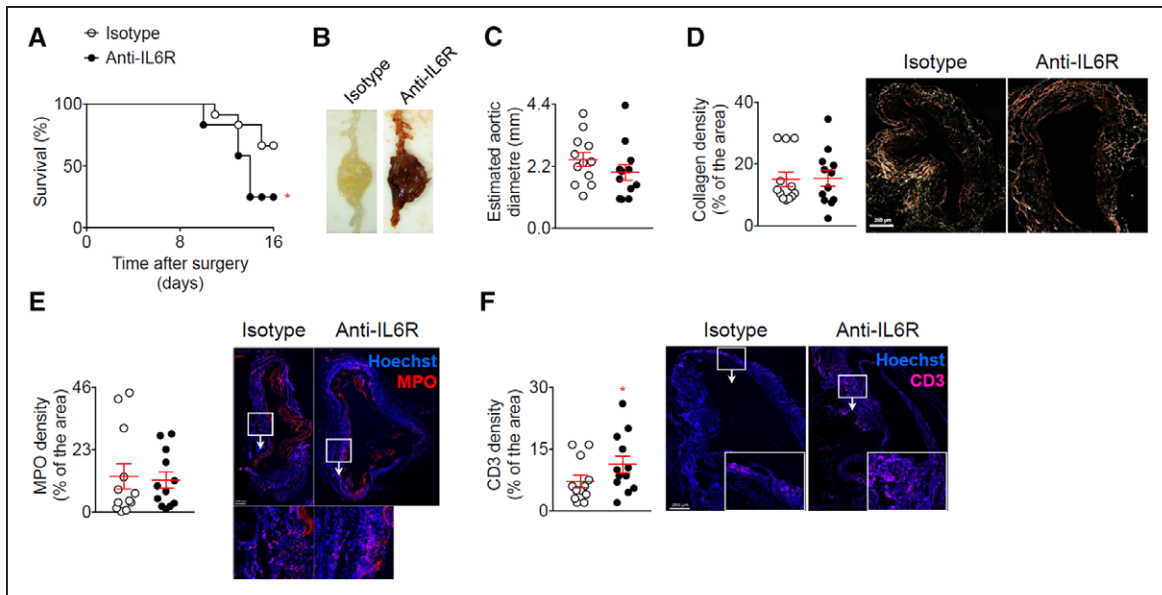 A
Isotype
Anti-IL6R
Survival (%)
100
50
0
0
8
16
*
Time after surgery
(days)
B
Isotype
Anti-IL6R
C
Estimated aortic
diametre (mm)
4.4
2.2
0.0
D
Collagen density
(% of the area)
40
20
0
Isotype
Anti-IL6R
E
MPO density
(% of the area)
46
23
0
Isotype
Anti-IL6R
Hoechst
MPO
F
CD3 density
(% of the area)
30
15
0
*
Isotype
Anti-IL6R
Hoechst
CD3